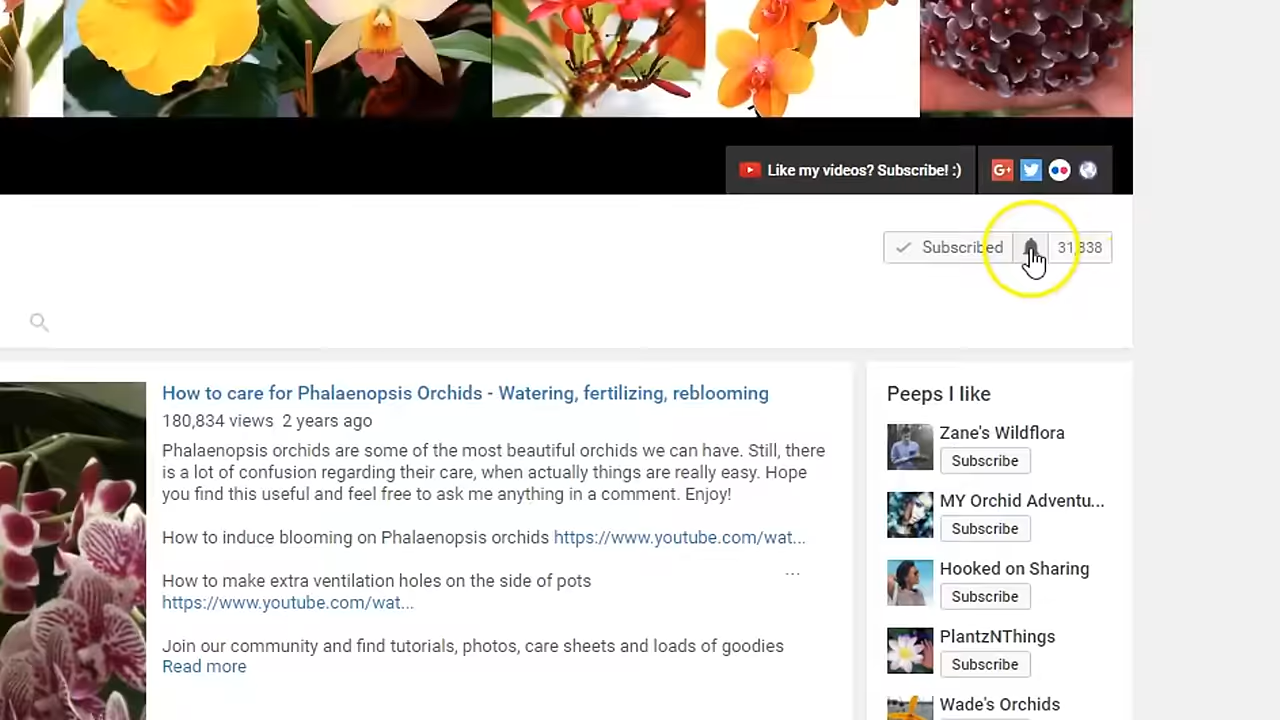 Like my videos? Subscribe! :)
G+
Subscribed
31,838
How to care for Phalaenopsis Orchids - Watering, fertilizing, reblooming
180,834 views 2 years ago
Phalaenopsis orchids are some of the most beautiful orchids we can have. Still, there
is a lot of confusion regarding their care, when actually things are really easy. Hope
you find this useful and feel free to ask me anything in a comment. Enjoy!
How to induce blooming on Phalaenopsis orchids https://www.youtube.com/wat...
...
How to make extra ventilation holes on the side of pots
https://www.youtube.com/wat...
Join our community and find tutorials, photos, care sheets and loads of goodies
Read more
Peeps I like
Zane's Wildflora
Subscribe
MY Orchid Adventu...
Subscribe
Hooked on Sharing
Subscribe
PlantzNThings
Subscribe
Wade's Orchids